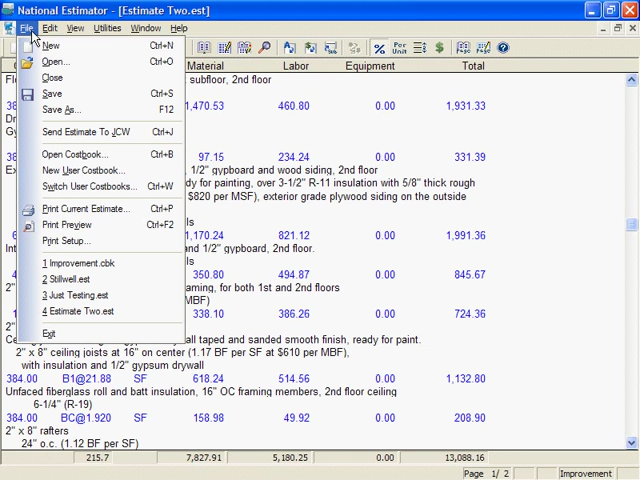 National Estimator - [Estimate Two.est]
File Edit View Utilities Window Help
% Per Unit $ ?
Material Labor Equipment Total
New Ctrl+N
Open... Ctrl+O
Close
Save Ctrl+S
Save As... F12
Send Estimate To JCW Ctrl+J
Open Costbook... Ctrl+B
New User Costbook...
Switch User Costbooks... Ctrl+W
Print Current Estimate... Ctrl+P
Print Preview Ctrl+F2
Print Setup...
1 Improvement.cbk
2 Stillwell.est
3 Just Testing.est
4 Estimate Two.est
Exit
subfloor, 2nd floor
1,470.53 460.80 0.00 1,931.33
97.15 234.24 0.00 331.39
, 1/2" gypboard and wood siding, 2nd floor
ready for painting, over 3-1/2" R-11 insulation with 5/8" thick rough
$820 per MSF), exterior grade plywood siding on the outside
1,170.24 821.12 0.00 1,991.36
and 1/2" gypboard, 2nd floor.
350.80 494.87 0.00 845.67
aming, for both 1st and 2nd floors
MBF)
338.10 386.26 0.00 724.36
all taped and sanded smooth finish, ready for paint.
2" x 8" ceiling joists at 16" on center (1.17 BF per SF at $610 per MBF),
with insulation and 1/2" gypsum drywall
384.00 B1@21.88 SF 618.24 514.56 0.00 1,132.80
Unfaced fiberglass roll and batt insulation, 16" OC framing members, 2nd floor ceiling
6-1/4" (R-19)
384.00 BC@1.920 SF 158.98 49.92 0.00 208.90
2" x 8" rafters
24" o.c. (1.12 BF per SF)
215.7 7,827.91 5,180.25 0.00 13,088.16
Page 1/ 2 Improvement